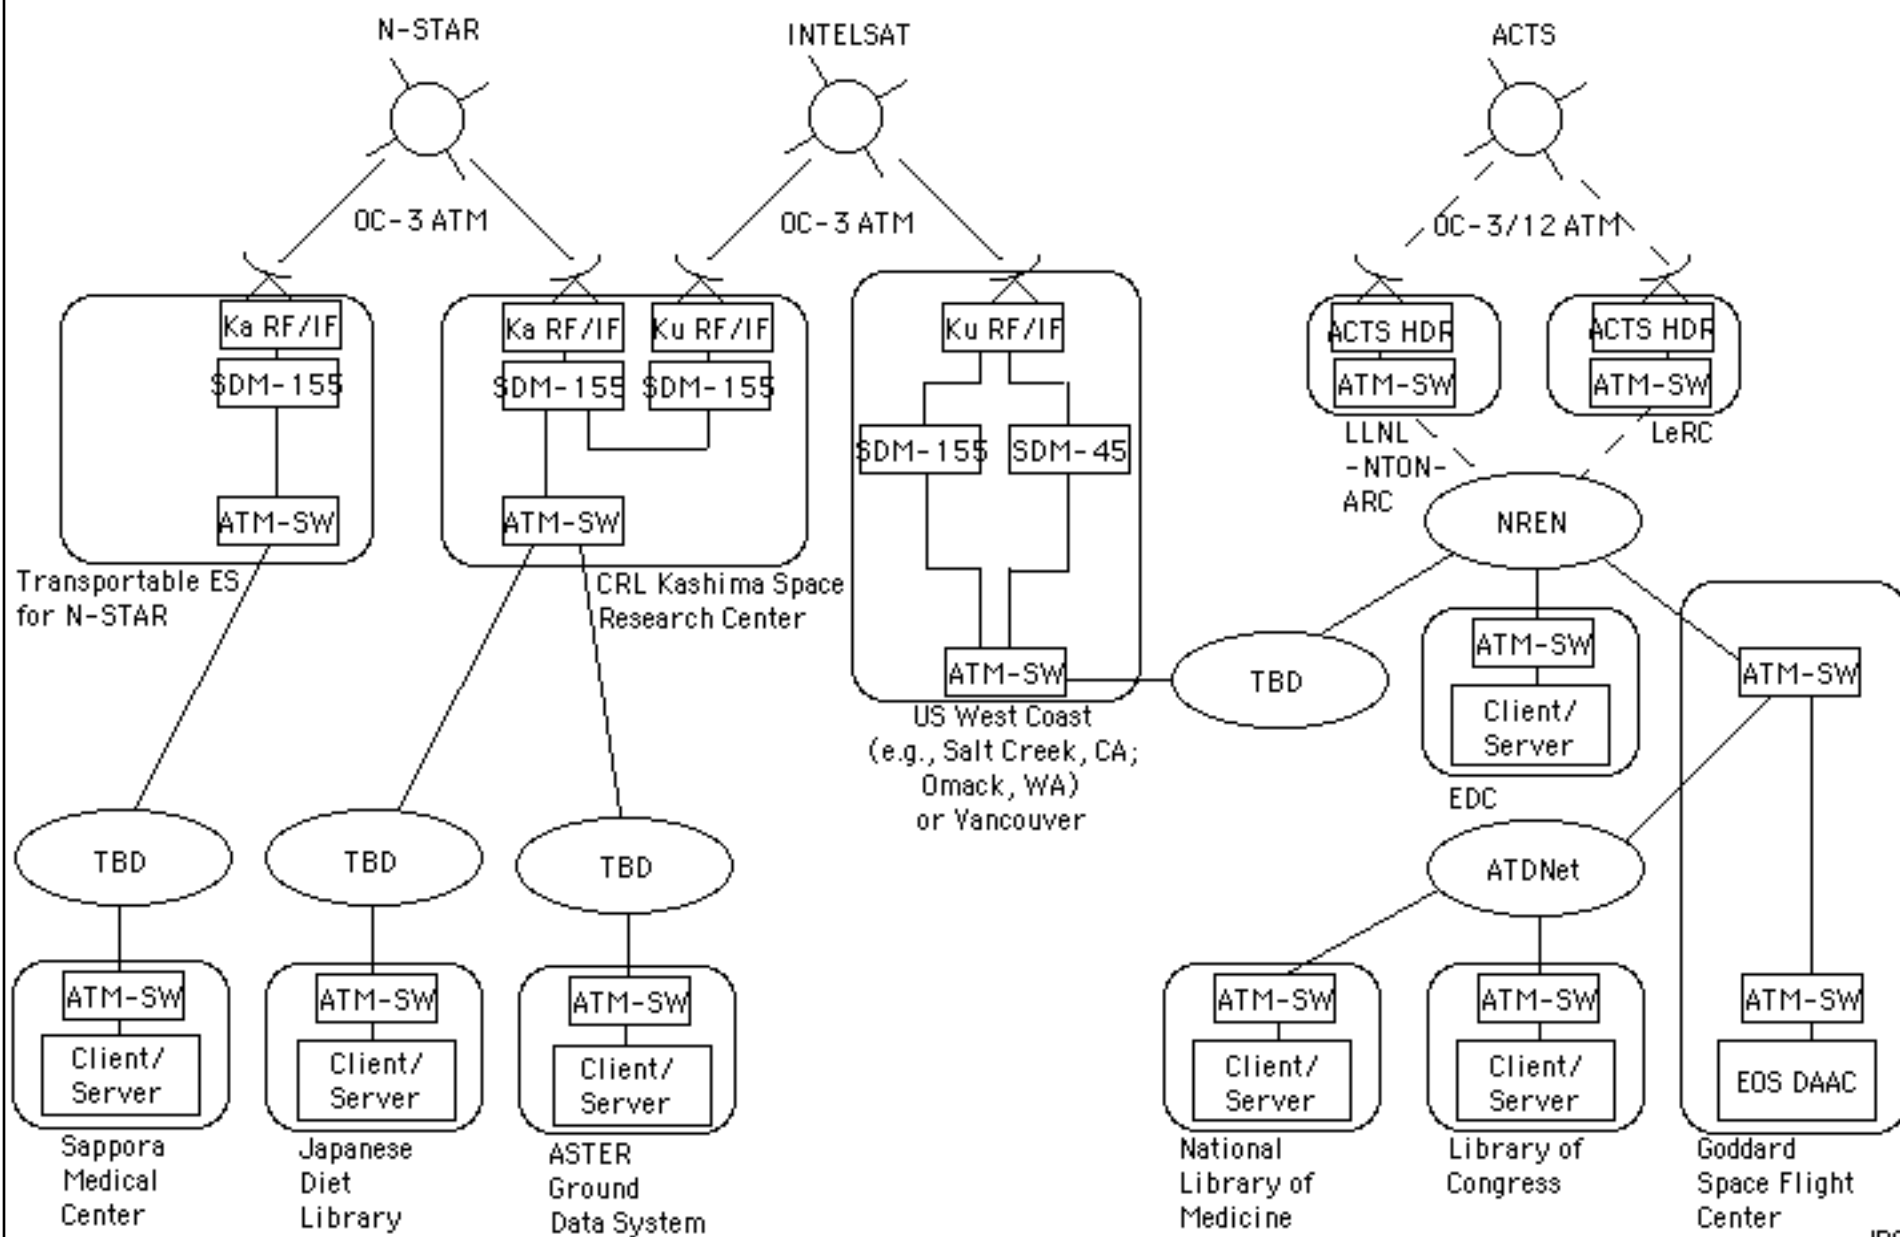 N-STAR
INTELSAT
ACTS
OC-3 ATM
OC-3 ATM
OC-3/12 ATM
Ka RF/IF
Ka RF/IF
Ku RF/IF
Ku RF/IF
ACTS HDR
ACTS HDR
SDM-155
SDM-155
SDM-155
ATM-SW
ATM-SW
SDM-155
SDM-45
LLNL
-NTON-
ARC
LeRC
ATM-SW
ATM-SW
NREN
Transportable ES
for N-STAR
CRL Kashima Space
Research Center
ATM-SW
TBD
ATM-SW
ATM-SW
Client/
Server
EDC
US West Coast
(e.g., Salt Creek, CA;
Omack, WA)
or Vancouver
TBD
TBD
TBD
ATDNet
ATM-SW
Client/
Server
Sappora
Medical
Center
ATM-SW
Client/
Server
Japanese
Diet
Library
ATM-SW
Client/
Server
ASTER
Ground
Data System
ATM-SW
Client/
Server
National
Library of
Medicine
ATM-SW
Client/
Server
Library of
Congress
ATM-SW
EOS DAAC
Goddard
Space Flight
Center